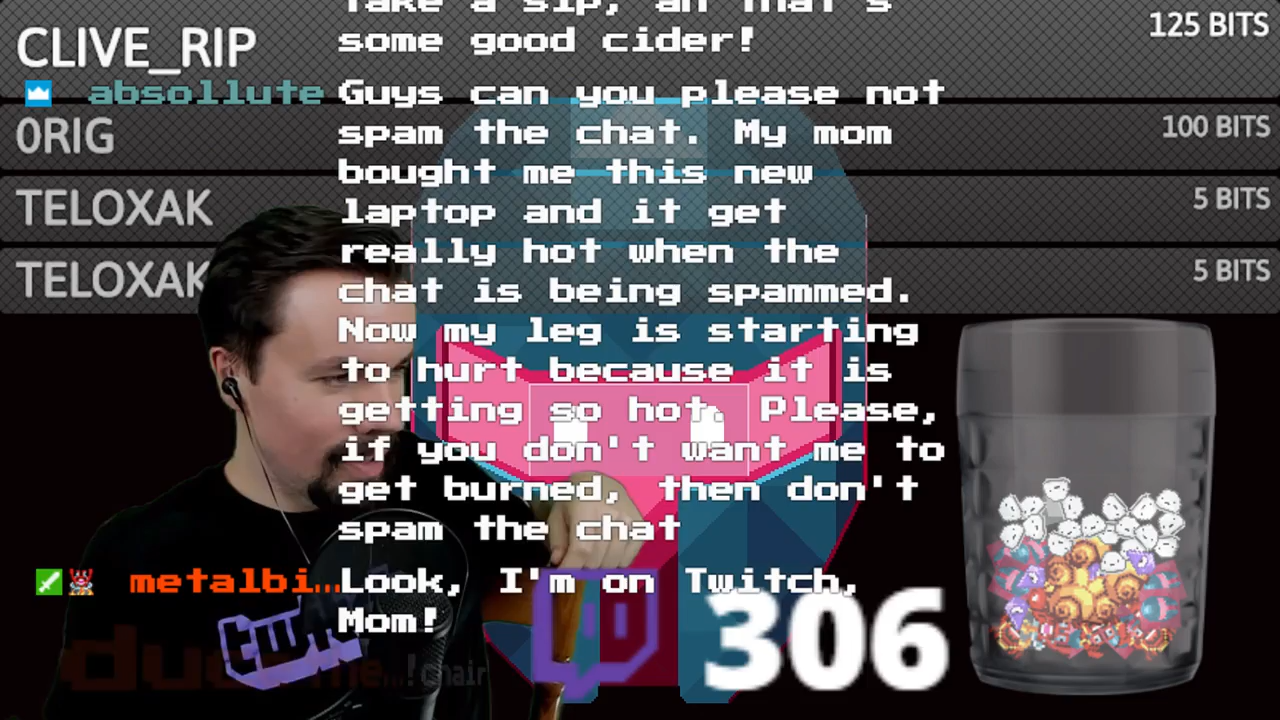 Take a sip, ah that's
some good cider!
CLIVE_RIP
125 BITS
absollute
Guys can you please not
spam the chat. My mom
bought me this new
laptop and it get
really hot when the
chat is being spammed.
Now my leg is starting
to hurt because it is
getting so hot. Please,
if you don't want me to
get burned, then don't
spam the chat
0RIG
100 BITS
TELOXAK
5 BITS
TELOXAK
5 BITS
metalbi...
Look, I'm on Twitch,
Mom!
...!chair
306